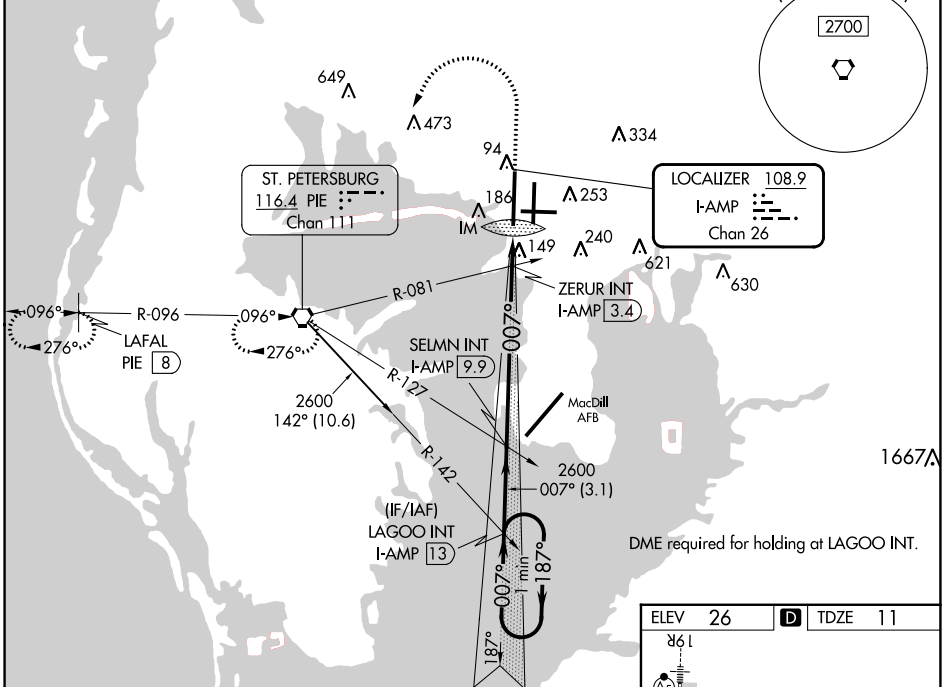 2700
649
473
94
334
ST. PETERSBURG
116.4 PIE
Chan 111
186
253
IM
149
240
621
630
LOCALIZER 108.9
I-AMP
Chan 26
R-081
ZERUR INT
I-AMP 3.4
096°
R-096
096°
276°
276°
LAFAL
PIE 8
007°
SELMN INT
I-AMP 9.9
R-127
2600
142° (10.6)
MacDill
AFB
R-142
2600
007° (3.1)
1667
(IF/IAF)
LAGOO INT
I-AMP 13
DME required for holding at LAGOO INT.
007°
1 min
187°
187°
ELEV 26
D
TDZE 11
19R